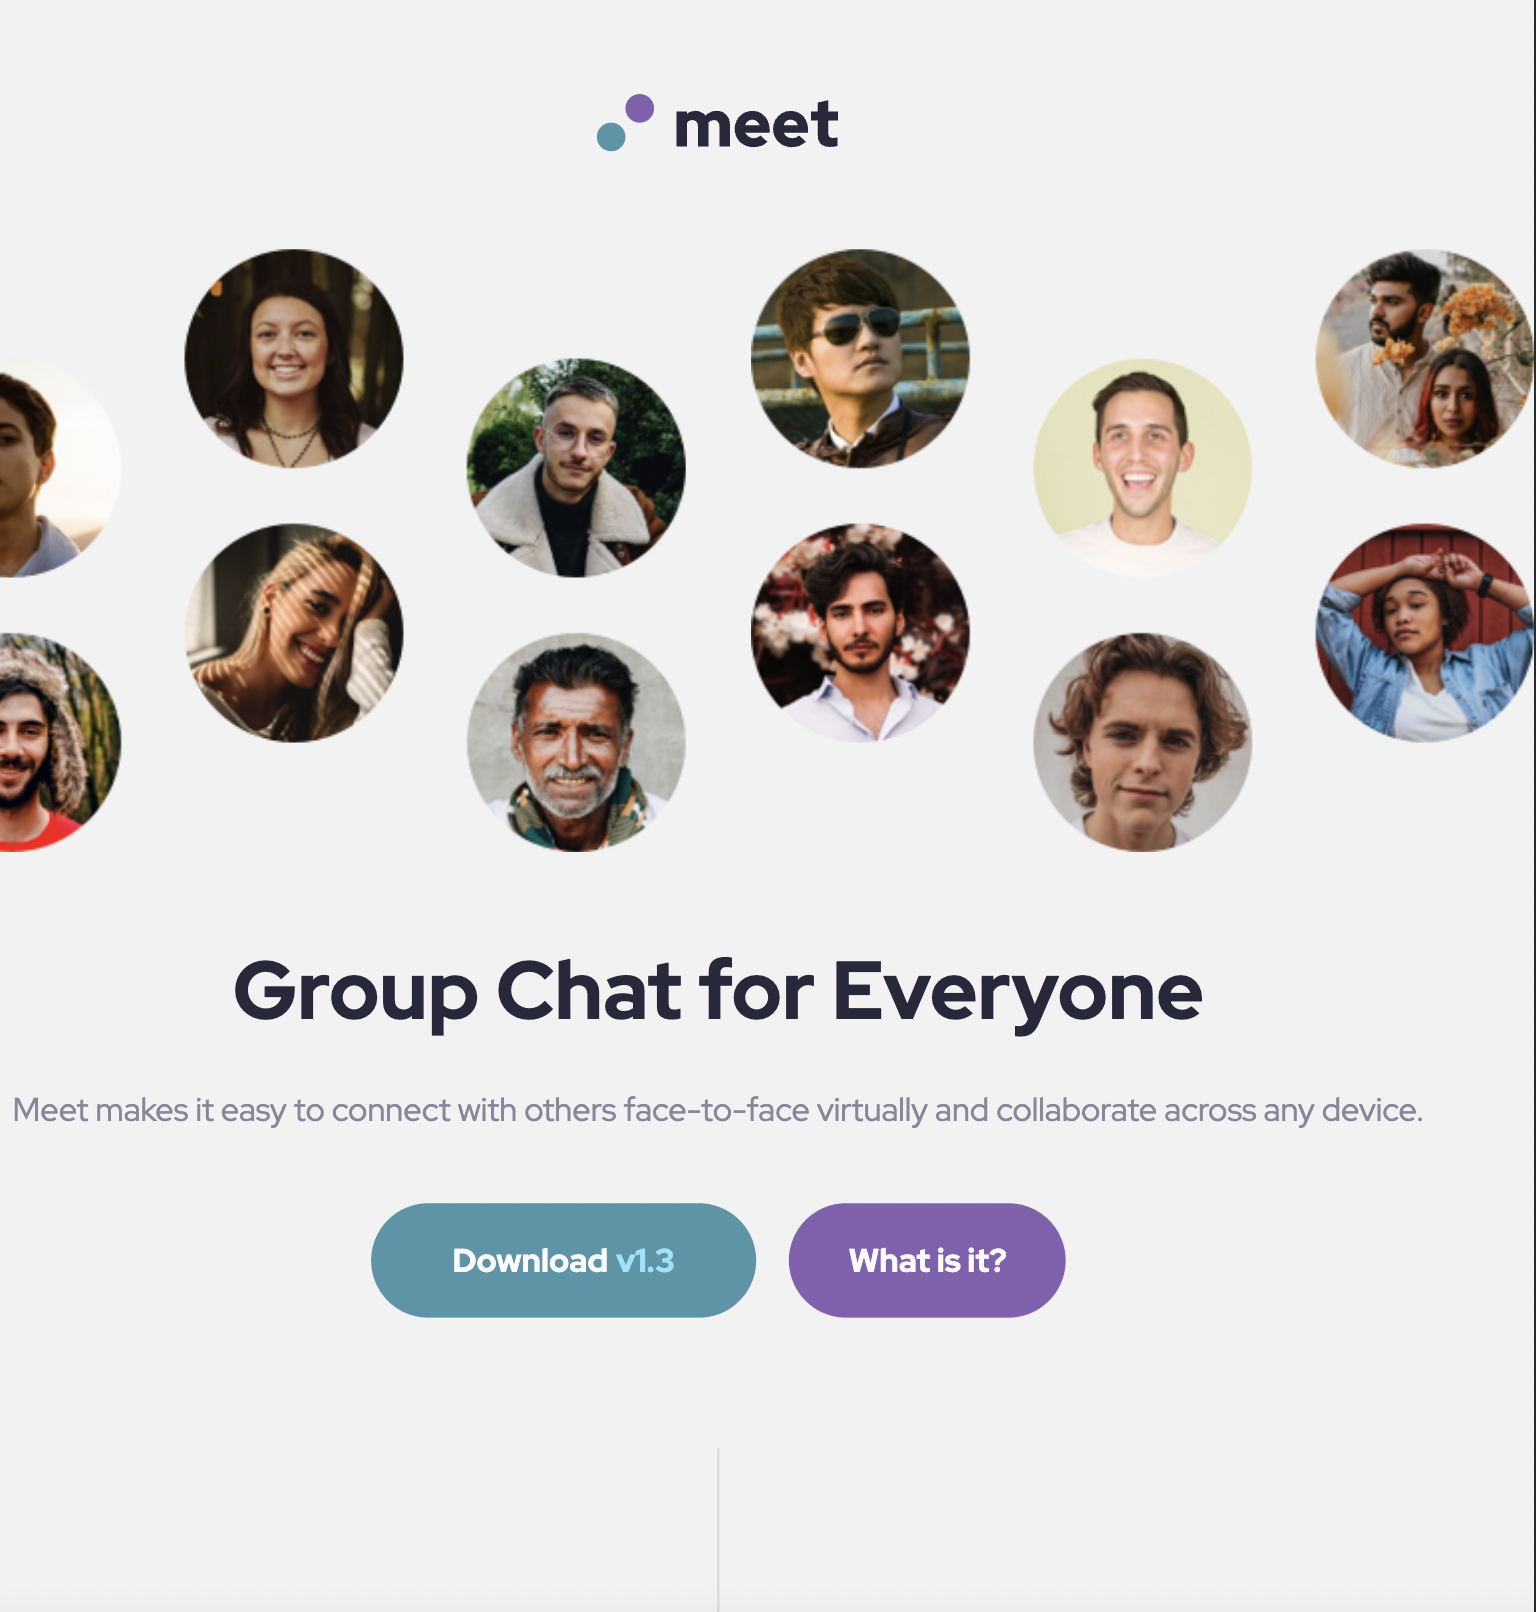 meet
Group Chat for Everyone
Meet makes it easy to connect with others face-to-face virtually and collaborate across any device.
Download v1.3
What is it?